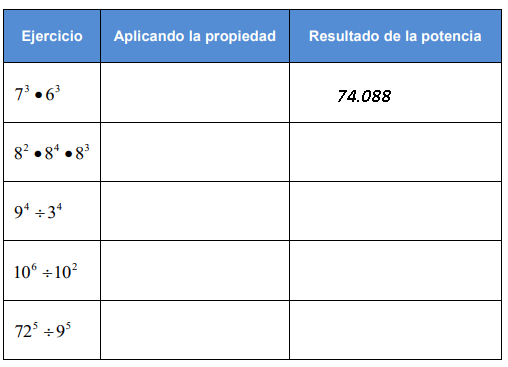 Ejercicio Aplicando la propiedad Resultado de la potencia
7³ • 6³ 74.088
8² • 8⁴ • 8³
9⁴ ÷ 3⁴
10⁶ ÷ 10²
72⁵ ÷ 9⁵